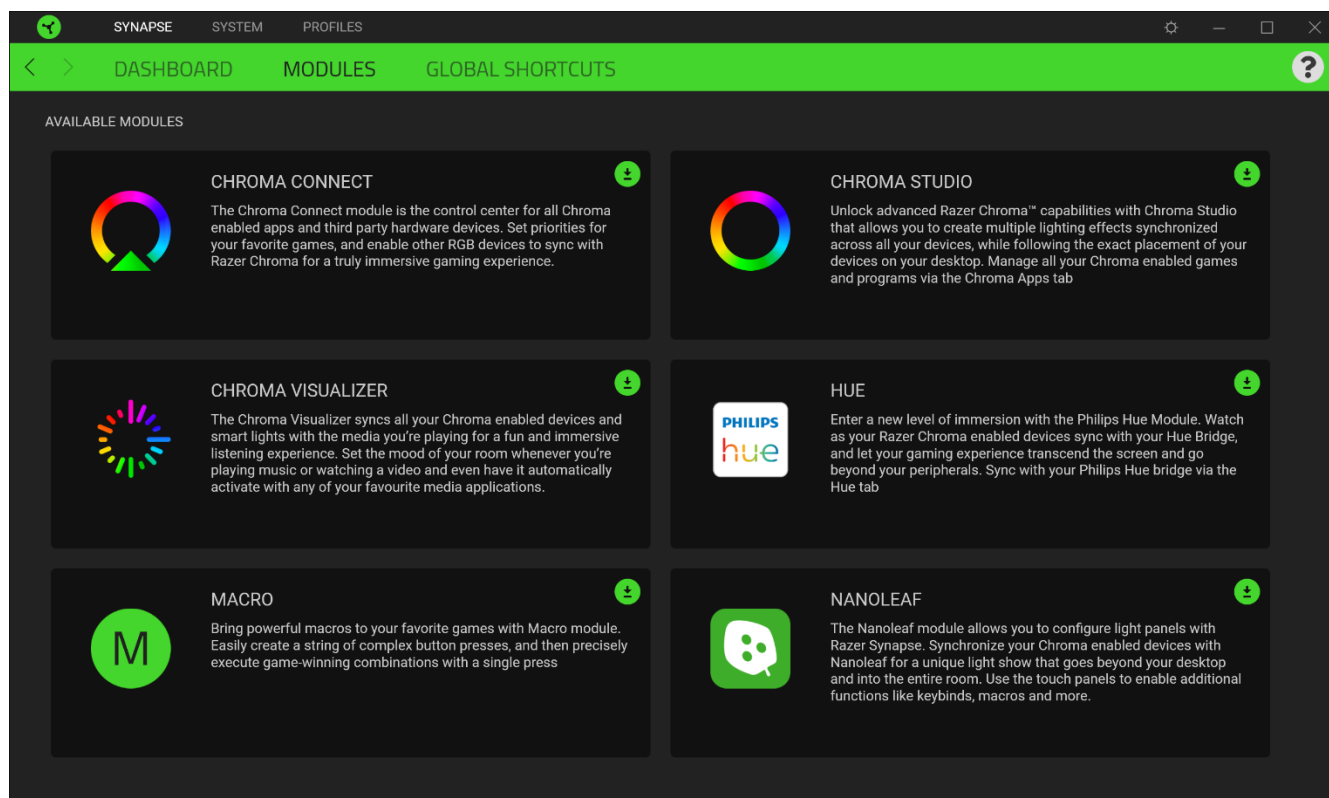 SYNAPSE SYSTEM PROFILES
DASHBOARD MODULES GLOBAL SHORTCUTS ?
AVAILABLE MODULES
CHROMA CONNECT
The Chroma Connect module is the control center for all Chroma
enabled apps and third party hardware devices. Set priorities for
your favorite games, and enable other RGB devices to sync with
Razer Chroma for a truly immersive gaming experience.
CHROMA STUDIO
Unlock advanced Razer Chroma™ capabilities with Chroma Studio
that allows you to create multiple lighting effects synchronized
across all your devices, while following the exact placement of your
devices on your desktop. Manage all your Chroma enabled games
and programs via the Chroma Apps tab
CHROMA VISUALIZER
The Chroma Visualizer syncs all your Chroma enabled devices and
smart lights with the media you're playing for a fun and immersive
listening experience. Set the mood of your room whenever you're
playing music or watching a video and even have it automatically
activate with any of your favourite media applications.
PHILIPS
hue
HUE
Enter a new level of immersion with the Philips Hue Module. Watch
as your Razer Chroma enabled devices sync with your Hue Bridge,
and let your gaming experience transcend the screen and go
beyond your peripherals. Sync with your Philips Hue bridge via the
Hue tab
M
MACRO
Bring powerful macros to your favorite games with Macro module.
Easily create a string of complex button presses, and then precisely
execute game-winning combinations with a single press
NANOLEAF
The Nanoleaf module allows you to configure light panels with
Razer Synapse. Synchronize your Chroma enabled devices with
Nanoleaf for a unique light show that goes beyond your desktop
and into the entire room. Use the touch panels to enable additional
functions like keybinds, macros and more.